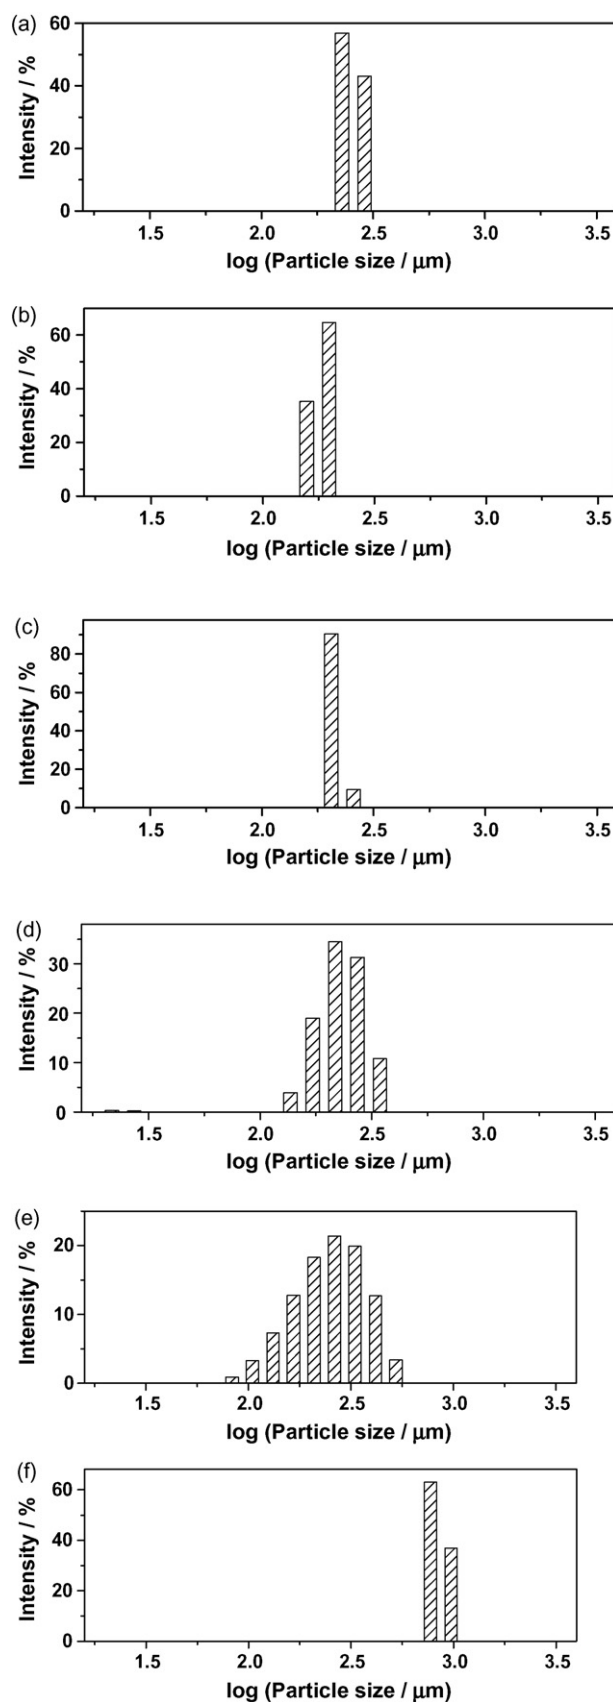 (a)
Intensity / %
60
40
20
0
1.5 2.0 2.5 3.0 3.5
log (Particle size / μm)
(b)
Intensity / %
60
40
20
0
1.5 2.0 2.5 3.0 3.5
log (Particle size / μm)
(c)
Intensity / %
80
60
40
20
0
1.5 2.0 2.5 3.0 3.5
log (Particle size / μm)
(d)
Intensity / %
30
20
10
0
1.5 2.0 2.5 3.0 3.5
log (Particle size / μm)
(e)
Intensity / %
20
10
0
1.5 2.0 2.5 3.0 3.5
log (Particle size / μm)
(f)
Intensity / %
60
40
20
0
1.5 2.0 2.5 3.0 3.5
log (Particle size / μm)